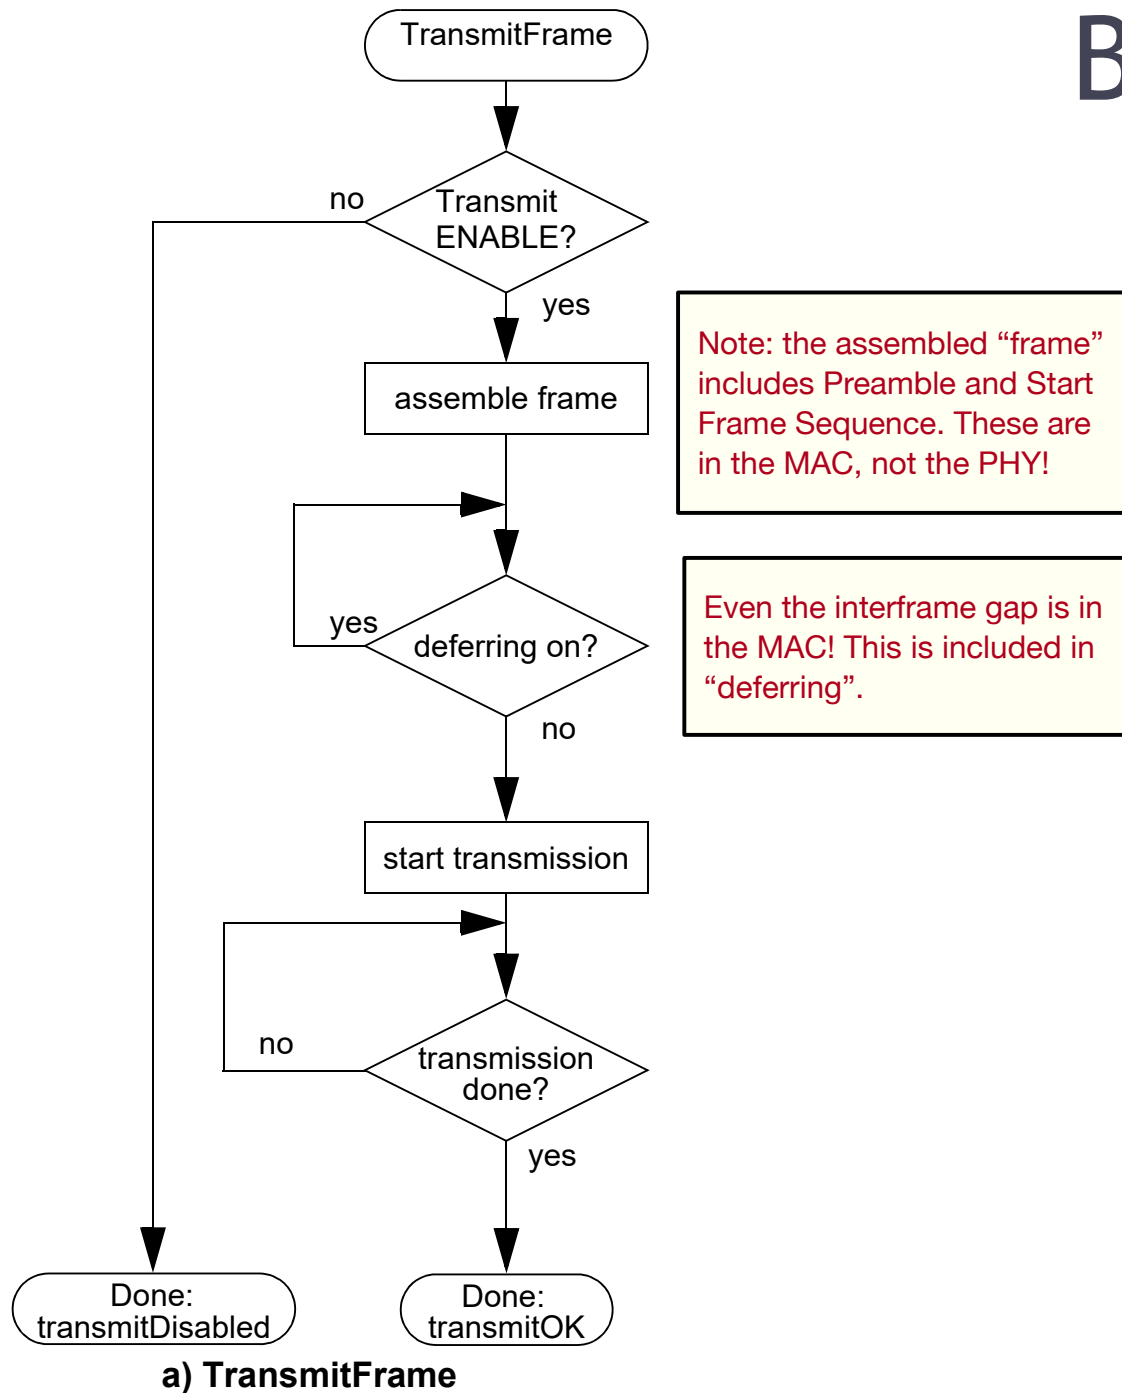 B
TransmitFrame
no
Transmit
ENABLE?
yes
assemble frame
Note: the assembled “frame”
includes Preamble and Start
Frame Sequence. These are
in the MAC, not the PHY!
yes
deferring on?
no
Even the interframe gap is in
the MAC! This is included in
“deferring”.
start transmission
no
transmission
done?
yes
Done:
transmitDisabled
Done:
transmitOK
a) TransmitFrame